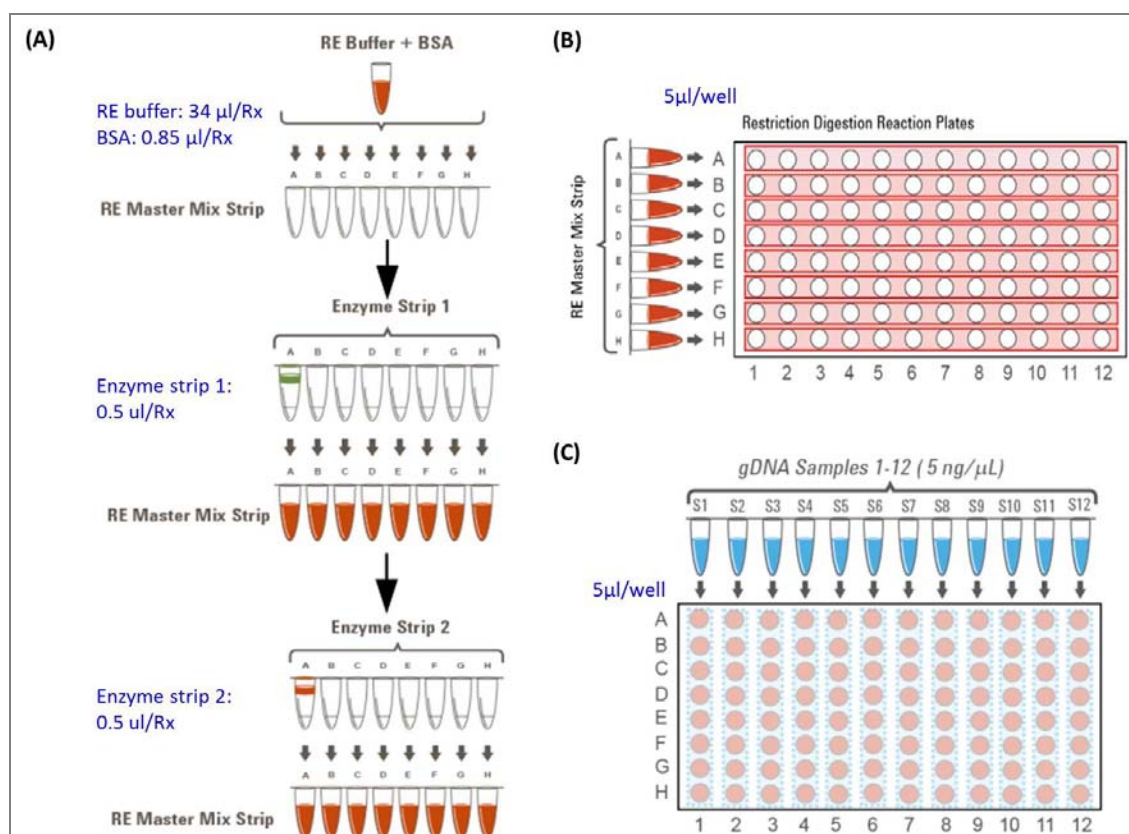 (A)
RE Buffer + BSA
RE buffer: 34 µl/Rx
BSA: 0.85 µl/Rx
A B C D E F G H
RE Master Mix Strip
Enzyme Strip 1
A B C D E F G H
Enzyme strip 1:
0.5 ul/Rx
A B C D E F G H
RE Master Mix Strip
Enzyme Strip 2
A B C D E F G H
Enzyme strip 2:
0.5 ul/Rx
A B C D E F G H
RE Master Mix Strip
(B)
5µl/well
Restriction Digestion Reaction Plates
RE Master Mix Strip
A A
B B
C C
D D
E E
F F
G G
H H
1 2 3 4 5 6 7 8 9 10 11 12
(C)
gDNA Samples 1-12 ( 5 ng/µL)
S1 S2 S3 S4 S5 S6 S7 S8 S9 S10 S11 S12
5µl/well
A
B
C
D
E
F
G
H
1 2 3 4 5 6 7 8 9 10 11 12